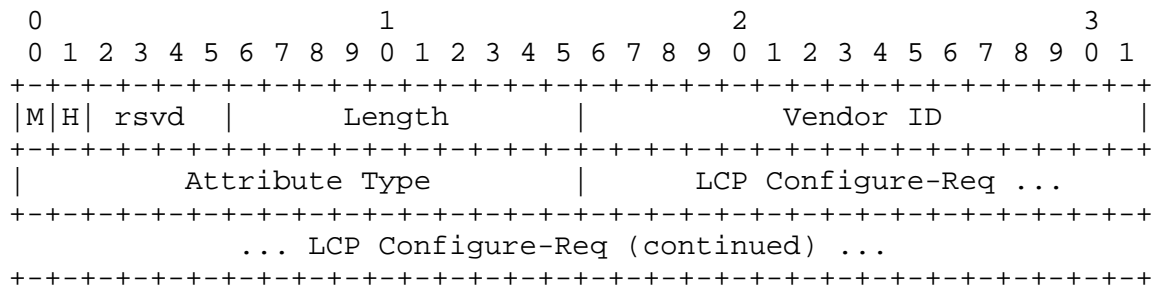 0                   1                   2                   3
 0 1 2 3 4 5 6 7 8 9 0 1 2 3 4 5 6 7 8 9 0 1 2 3 4 5 6 7 8 9 0 1
+-+-+-+-+-+-+-+-+-+-+-+-+-+-+-+-+-+-+-+-+-+-+-+-+-+-+-+-+-+-+-+-+
|M|H| rsvd  |      Length       |           Vendor ID           |
+-+-+-+-+-+-+-+-+-+-+-+-+-+-+-+-+-+-+-+-+-+-+-+-+-+-+-+-+-+-+-+-+
|         Attribute Type        |      LCP Configure-Req ...
+-+-+-+-+-+-+-+-+-+-+-+-+-+-+-+-+-+-+-+-+-+-+-+-+-+-+-+-+-+-+-+-+
             ... LCP Configure-Req (continued) ...
+-+-+-+-+-+-+-+-+-+-+-+-+-+-+-+-+-+-+-+-+-+-+-+-+-+-+-+-+-+-+-+-+